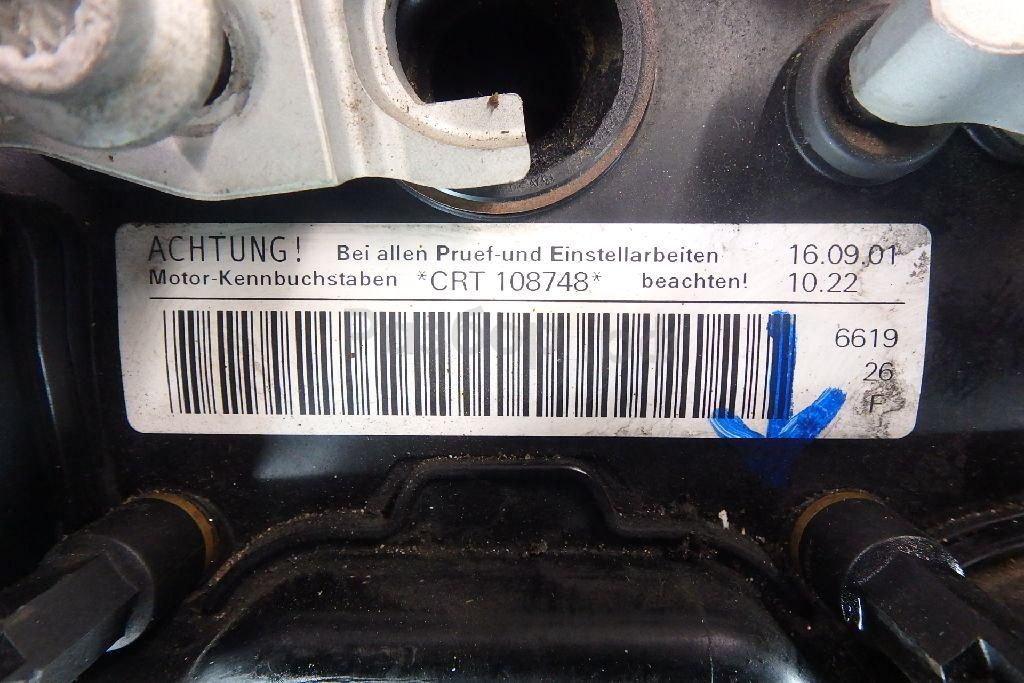 ACHTUNG! Bei allen Pruef-und Einstellarbeiten 16.09.01
Motor-Kennbuchstaben *CRT 108748* beachten! 10.22
6619
26
F